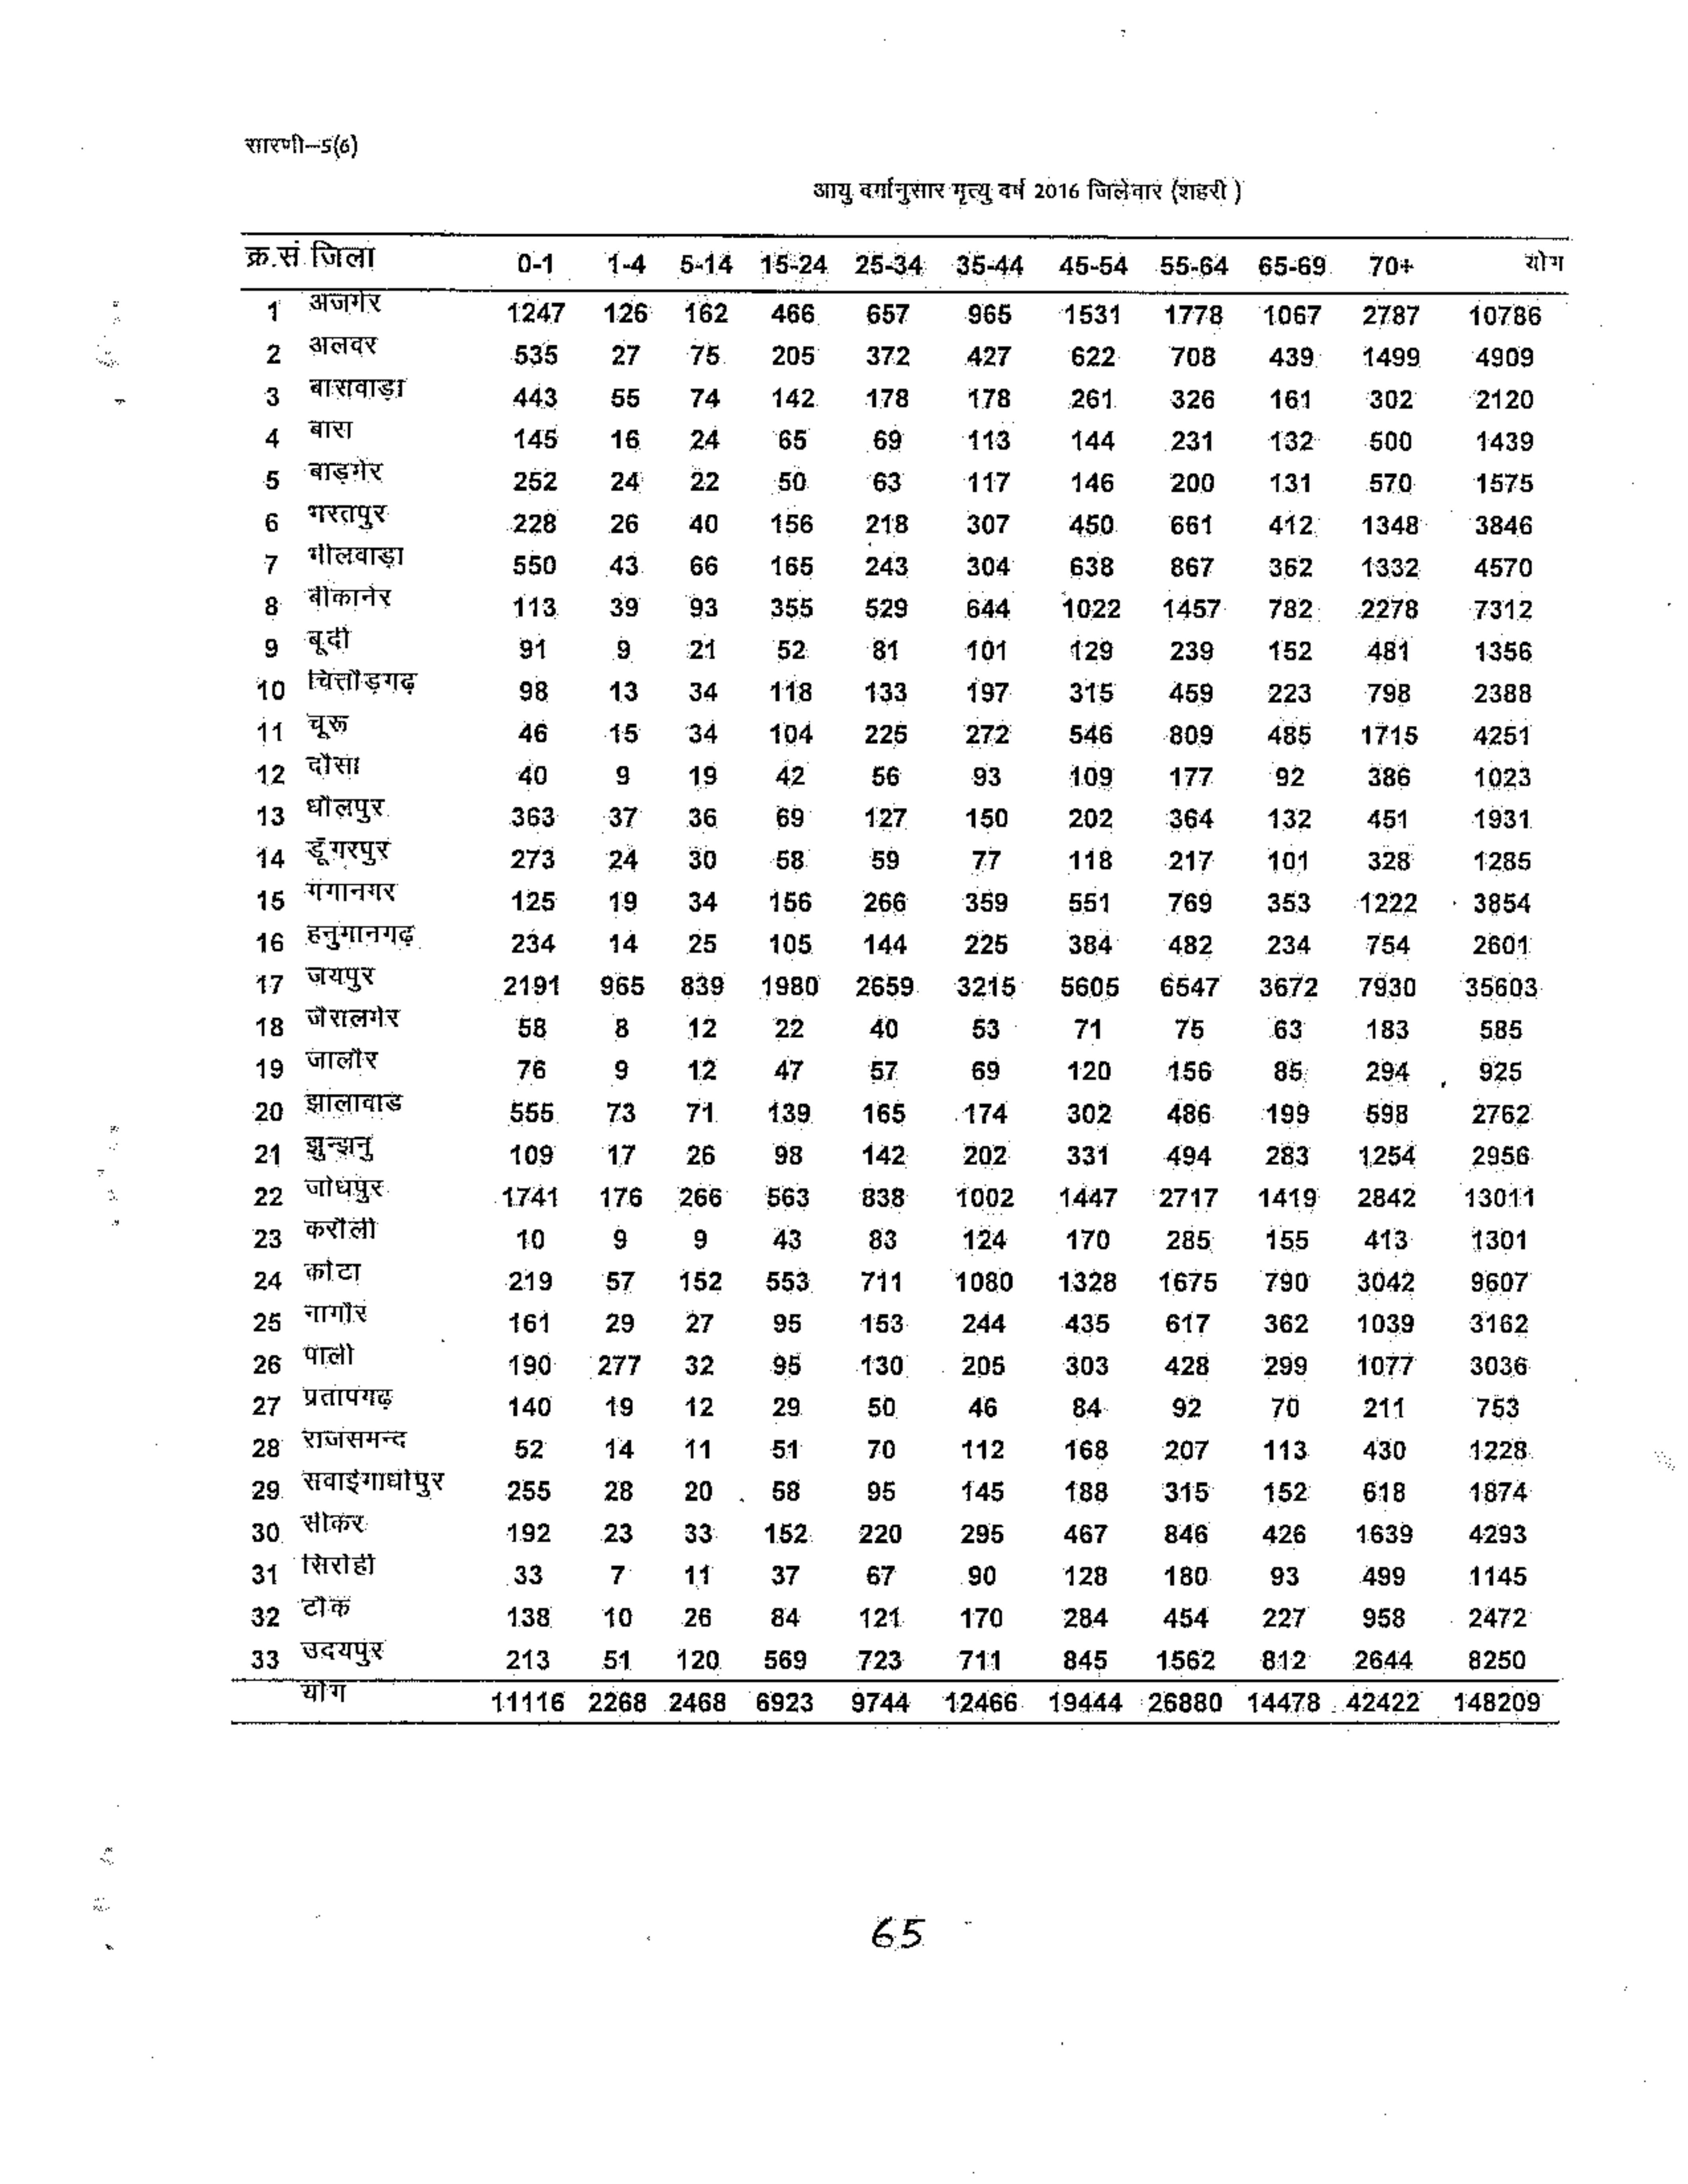 सारणी–5(6)
आयु वर्गानुसार मृत्यु वर्ष 2016 जिलेवार (शहरी )
क्र.सं जिला 0-1 1-4 5-14 15-24 25-34 35-44 45-54 55-64 65-69 70+ योग
1 अजमेर 1247 126 162 466 657 965 1531 1778 1067 2787 10786
2 अलवर 535 27 75 205 372 427 622 708 439 1499 4909
3 बासवाड़ा 443 55 74 142 178 178 261 326 161 302 2120
4 बारा 145 16 24 65 69 113 144 231 132 500 1439
5 बाड़मेर 252 24 22 50 63 117 146 200 131 570 1575
6 भरतपुर 228 26 40 156 218 307 450 661 412 1348 3846
7 भीलवाड़ा 550 43 66 165 243 304 638 867 362 1332 4570
8 बीकानेर 113 39 93 355 529 644 1022 1457 782 2278 7312
9 बूदी 91 9 21 52 81 101 129 239 152 481 1356
10 चित्तौड़गढ़ 98 13 34 118 133 197 315 459 223 798 2388
11 चूरू 46 15 34 104 225 272 546 809 485 1715 4251
12 दौसा 40 9 19 42 56 93 109 177 92 386 1023
13 धौलपुर 363 37 36 69 127 150 202 364 132 451 1931
14 डूँगरपुर 273 24 30 58 59 77 118 217 101 328 1285
15 गंगानगर 125 19 34 156 266 359 551 769 353 1222 3854
16 हनुमानगढ़ 234 14 25 105 144 225 384 482 234 754 2601
17 जयपुर 2191 965 839 1980 2659 3215 5605 6547 3672 7930 35603
18 जैसलमेर 58 8 12 22 40 53 71 75 63 183 585
19 जालौर 76 9 12 47 57 69 120 156 85 294 925
20 झालावाड 555 73 71 139 165 174 302 486 199 598 2762
21 झुन्झनु 109 17 26 98 142 202 331 494 283 1254 2956
22 जोधपुर 1741 176 266 563 838 1002 1447 2717 1419 2842 13011
23 करौली 10 9 9 43 83 124 170 285 155 413 1301
24 कोटा 219 57 152 553 711 1080 1328 1675 790 3042 9607
25 नागौर 161 29 27 95 153 244 435 617 362 1039 3162
26 पाली 190 277 32 95 130 205 303 428 299 1077 3036
27 प्रतापगढ़ 140 19 12 29 50 46 84 92 70 211 753
28 राजसमन्द 52 14 11 51 70 112 168 207 113 430 1228
29 सवाईमाधोपुर 255 28 20 58 95 145 188 315 152 618 1874
30 सीकर 192 23 33 152 220 295 467 846 426 1639 4293
31 सिरोही 33 7 11 37 67 90 128 180 93 499 1145
32 टोंक 138 10 26 84 121 170 284 454 227 958 2472
33 उदयपुर 213 51 120 569 723 711 845 1562 812 2644 8250
योग 11116 2268 2468 6923 9744 12466 19444 26880 14478 42422 148209
65